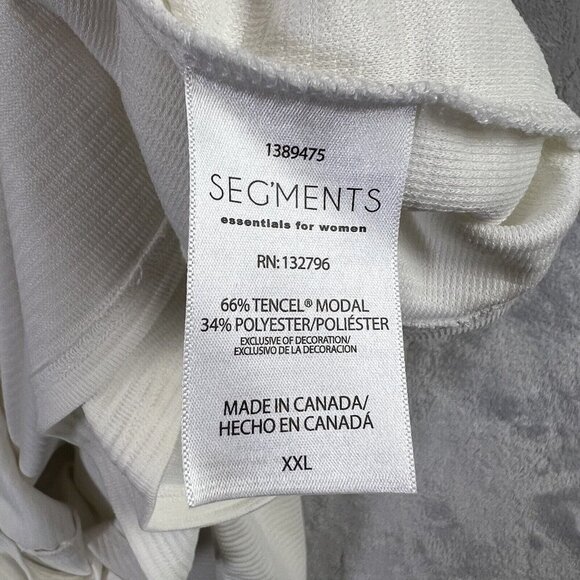 1389475
SEG'MENTS
essentials for women
RN:132796
66% TENCEL® MODAL
34% POLYESTER/POLIÉSTER
EXCLUSIVE OF DECORATION/
EXCLUSIVO DE LA DECORACION
MADE IN CANADA/
HECHO EN CANADÁ
XXL